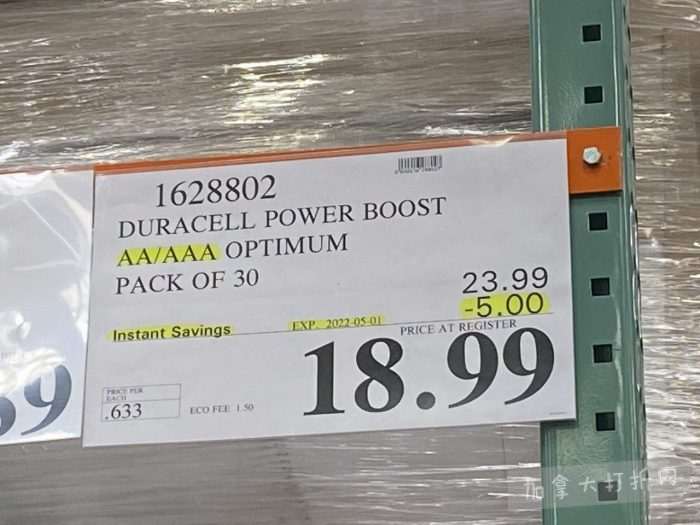 1628802
DURACELL POWER BOOST
AA/AAA OPTIMUM
PACK OF 30
23.99
-5.00
Instant Savings EXP. 2022-05-01
PRICE AT REGISTER
18.99
PRICE PER
EACH
.633
ECO FEE 1.50
99
加拿大打折网